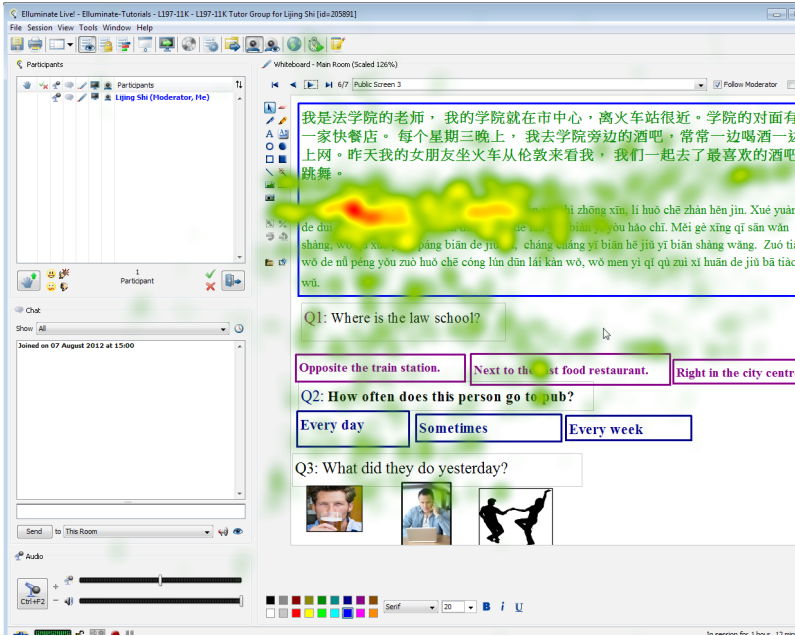 Elluminate Live! - Elluminate-Tutorials - L197-11K - L197-11K Tutor Group for Lijing Shi [id=205891]
File Session View Tools Window Help
Participants
Participants
Lijing Shi (Moderator, Me)
1
Participant
Chat
Show All
Joined on 07 August 2012 at 15:00
Send to This Room
Audio
Ctrl+F2
Whiteboard - Main Room (Scaled 126%)
6/7 Public Screen 3 Follow Moderator
我是法学院的老师， 我的学院就在市中心，离火车站很近。学院的对面有
一家快餐店。 每个星期三晚上， 我去学院旁边的酒吧，常常一边喝酒一边
上网。昨天我的女朋友坐火车从伦敦来看我， 我们一起去了最喜欢的酒吧
跳舞。
zhōng xīn, lí huǒ chē zhàn hěn jìn. Xué yuàn
de duì yǒu hǎo chī. Měi gè xīng qī sān wǎn
shàng, páng biān de jiǔ cháng cháng yī biān hē jiǔ yī biān shàng wǎng. Zuó
wǒ de nǚ péng yǒu zuò huǒ chē cóng lún dūn lái kàn wǒ, wǒ men yì qǐ qù zuì xǐ huān de jiǔ bā
wǔ.
Q1: Where is the law school?
Opposite the train station.
Next to the fast food restaurant.
Right in the city centr
Q2: How often does this person go to pub?
Every day
Sometimes
Every week
Q3: What did they do yesterday?
Serif 20 B i U
In session for 1 hour, 12 min